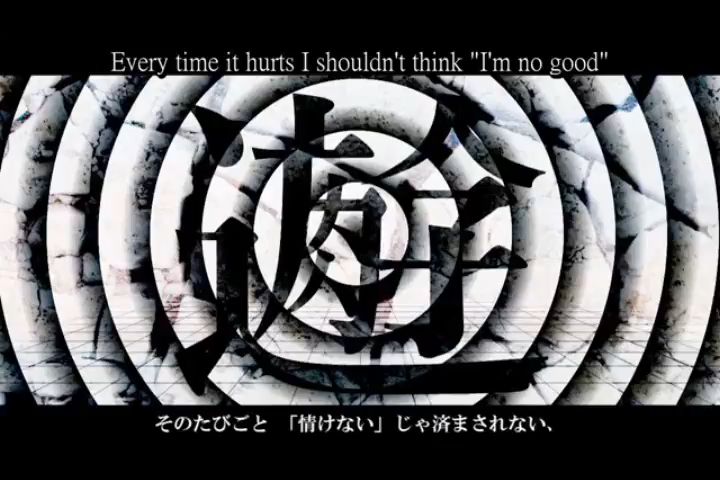 Every time it hurts I shouldn't think "I'm no good"
遊
そのたびごと 「情けない」じゃ済まされない、